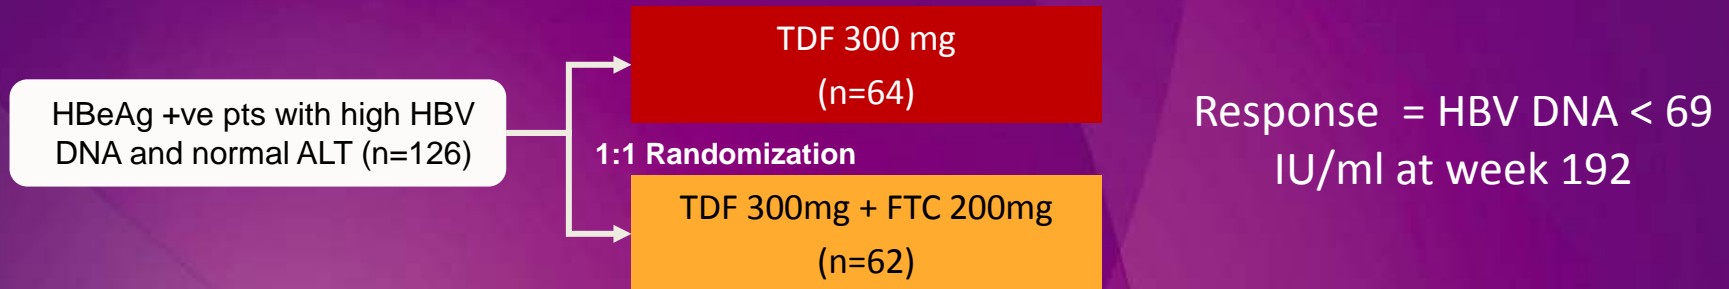 TDF 300 mg
(n=64)
HBeAg +ve pts with high HBV
DNA and normal ALT (n=126)
1:1 Randomization
TDF 300mg + FTC 200mg
(n=62)
Response = HBV DNA < 69
IU/ml at week 192